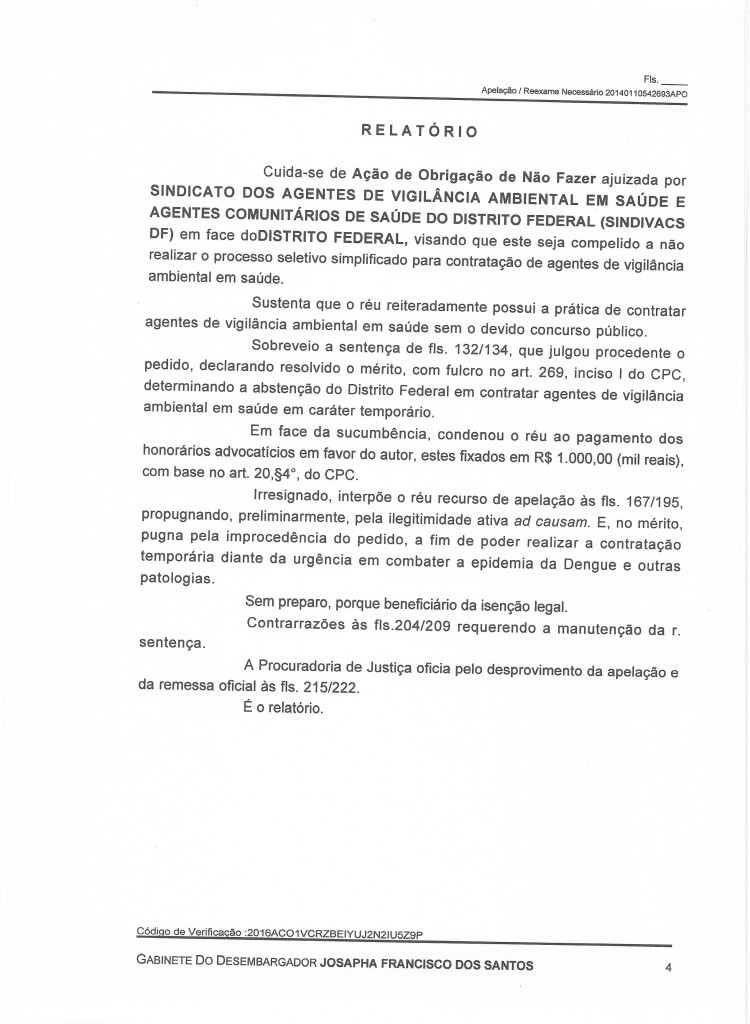 Fls. _____
Apelação / Reexame Necessário 20140110542693APO
RELATÓRIO
Cuida-se de Ação de Obrigação de Não Fazer ajuizada por
SINDICATO DOS AGENTES DE VIGILÂNCIA AMBIENTAL EM SAÚDE E
AGENTES COMUNITÁRIOS DE SAÚDE DO DISTRITO FEDERAL (SINDIVACS
DF) em face doDISTRITO FEDERAL, visando que este seja compelido a não
realizar o processo seletivo simplificado para contratação de agentes de vigilância
ambiental em saúde.
Sustenta que o réu reiteradamente possui a prática de contratar
agentes de vigilância ambiental em saúde sem o devido concurso público.
Sobreveio a sentença de fls. 132/134, que julgou procedente o
pedido, declarando resolvido o mérito, com fulcro no art. 269, inciso I do CPC,
determinando a abstenção do Distrito Federal em contratar agentes de vigilância
ambiental em saúde em caráter temporário.
Em face da sucumbência, condenou o réu ao pagamento dos
honorários advocatícios em favor do autor, estes fixados em R$ 1.000,00 (mil reais),
com base no art. 20,§4°, do CPC.
Irresignado, interpõe o réu recurso de apelação às fls. 167/195,
propugnando, preliminarmente, pela ilegitimidade ativa ad causam. E, no mérito,
pugna pela improcedência do pedido, a fim de poder realizar a contratação
temporária diante da urgência em combater a epidemia da Dengue e outras
patologias.
Sem preparo, porque beneficiário da isenção legal.
Contrarrazões às fls.204/209 requerendo a manutenção da r.
sentença.
A Procuradoria de Justiça oficia pelo desprovimento da apelação e
da remessa oficial às fls. 215/222.
É o relatório.
Código de Verificação :2016ACO1VCRZBEIYUJ2N2IU5Z9P
GABINETE DO DESEMBARGADOR JOSAPHA FRANCISCO DOS SANTOS
4